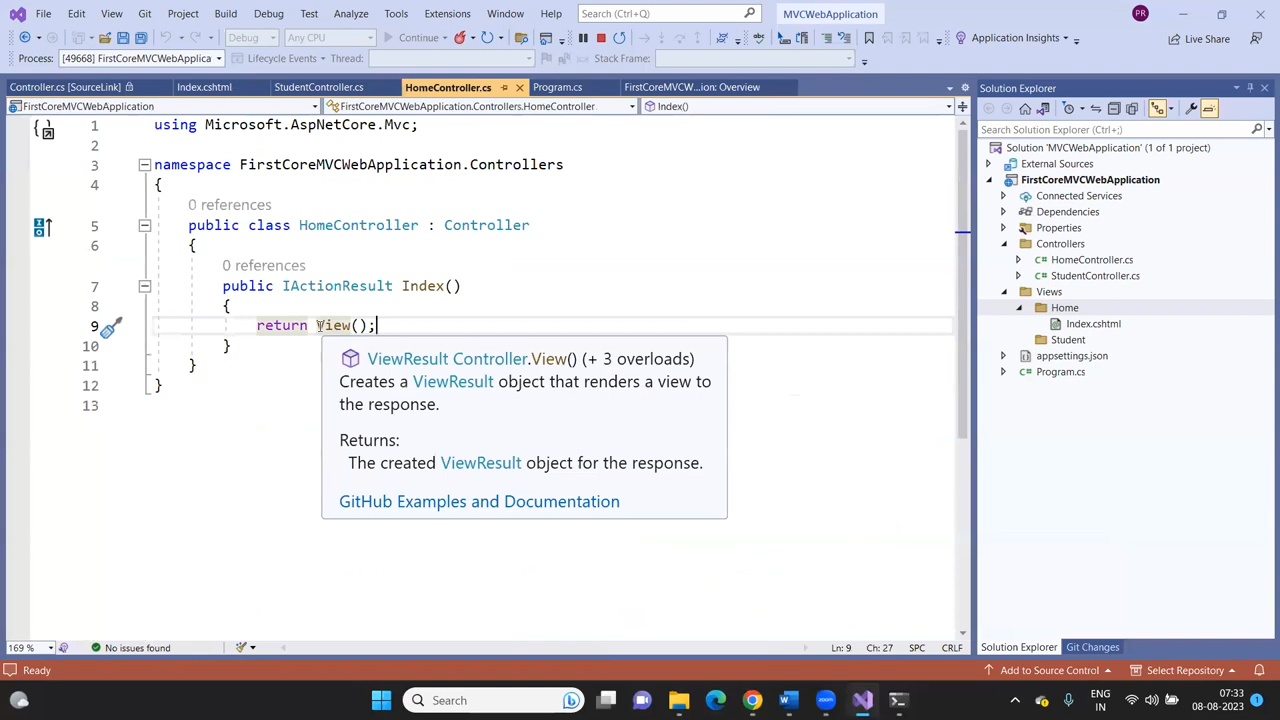 File Edit View Git Project Build Debug Test Analyze Tools Extensions Window Help Search (Ctrl+Q) MVCWebApplication PR
Debug Any CPU Continue Application Insights Live Share
Process: [49668] FirstCoreMVCWebApplica Lifecycle Events Thread: Stack Frame:
Controller.cs [SourceLink] Index.cshtml StudentController.cs HomeController.cs Program.cs FirstCoreMVCW...ion: Overview
FirstCoreMVCWebApplication FirstCoreMVCWebApplication.Controllers.HomeController Index()
1 using Microsoft.AspNetCore.Mvc;
2
3 namespace FirstCoreMVCWebApplication.Controllers
4 {
0 references
5 public class HomeController : Controller
6 {
0 references
7 public IActionResult Index()
8 {
9 return View();
10 }
11 }
12 }
13
ViewResult Controller.View() (+ 3 overloads)
Creates a ViewResult object that renders a view to
the response.
Returns:
The created ViewResult object for the response.
GitHub Examples and Documentation
Solution Explorer
Search Solution Explorer (Ctrl+;)
Solution 'MVCWebApplication' (1 of 1 project)
External Sources
FirstCoreMVCWebApplication
Connected Services
Dependencies
Properties
Controllers
HomeController.cs
StudentController.cs
Views
Home
Index.cshtml
Student
appsettings.json
Program.cs
169 % No issues found Ln: 9 Ch: 27 SPC CRLF
Solution Explorer Git Changes
Ready Add to Source Control Select Repository
Search ENG IN 07:33 08-08-2023